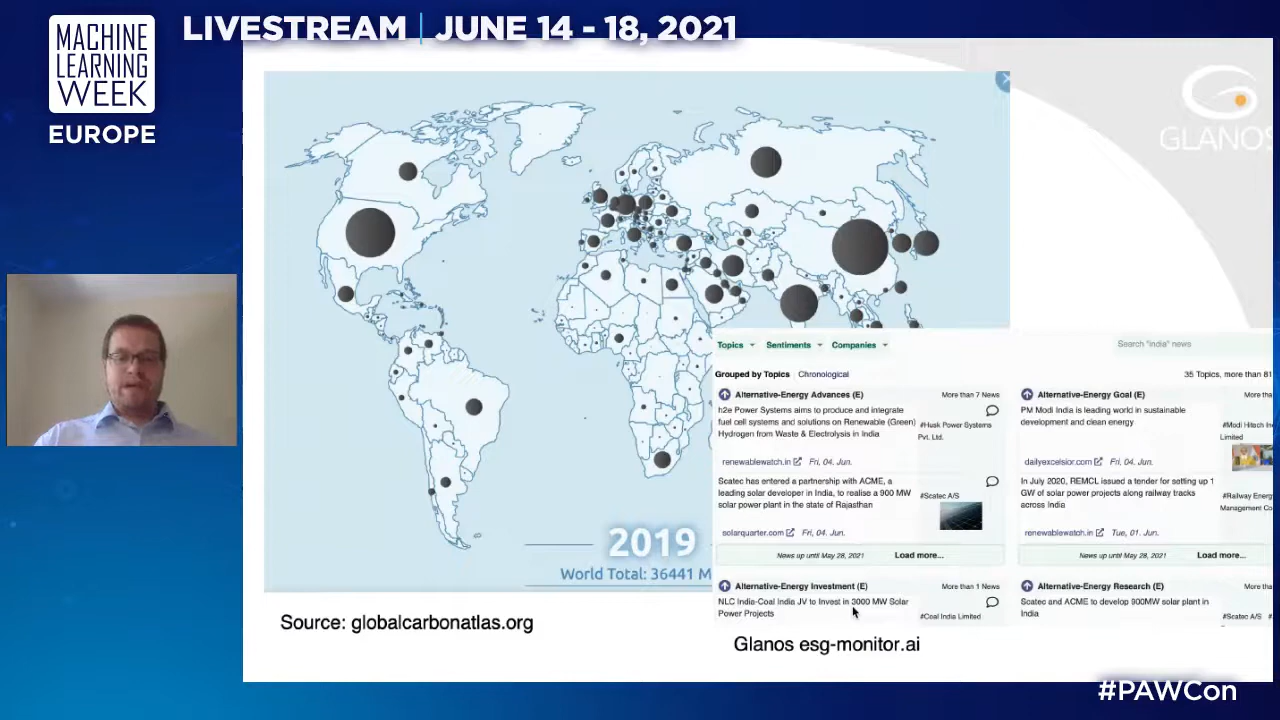 MACHINE
LEARNING
WEEK
EUROPE
LIVESTREAM | JUNE 14 - 18, 2021
GLANOS
2019
World Total: 36441 M
Source: globalcarbonatlas.org
Topics Sentiments Companies
Search "india" news
Grouped by Topics Chronological
35 Topics, more than 81
Alternative-Energy Advances (E) More than 7 News
h2e Power Systems aims to produce and integrate
fuel cell systems and solutions on Renewable (Green)
Hydrogen from Waste & Electrolysis in India
#Husk Power Systems
Pvt. Ltd.
renewablewatch.in Fri, 04. Jun.
Scatec has entered a partnership with ACME, a
leading solar developer in India, to realise a 900 MW
solar power plant in the state of Rajasthan
#Scatec A/S
solarquarter.com Fri, 04. Jun.
News up until May 28, 2021 Load more...
Alternative-Energy Investment (E) More than 1 News
NLC India-Coal India JV to Invest in 3000 MW Solar
Power Projects
#Coal India Limited
Alternative-Energy Goal (E) More tha
PM Modi India is leading world in sustainable
development and clean energy
#Modi Hitech In
Limited
dailyexcelsior.com Fri, 04. Jun.
In July 2020, REMCL issued a tender for setting up 1
GW of solar power projects along railway tracks
across India
#Railway Energ
Management Co
renewablewatch.in Tue, 01. Jun.
News up until May 28, 2021 Load more...
Alternative-Energy Research (E) More tha
Scatec and ACME to develop 900MW solar plant in
India
#Scatec A/S #
Glanos esg-monitor.ai
#PAWCon